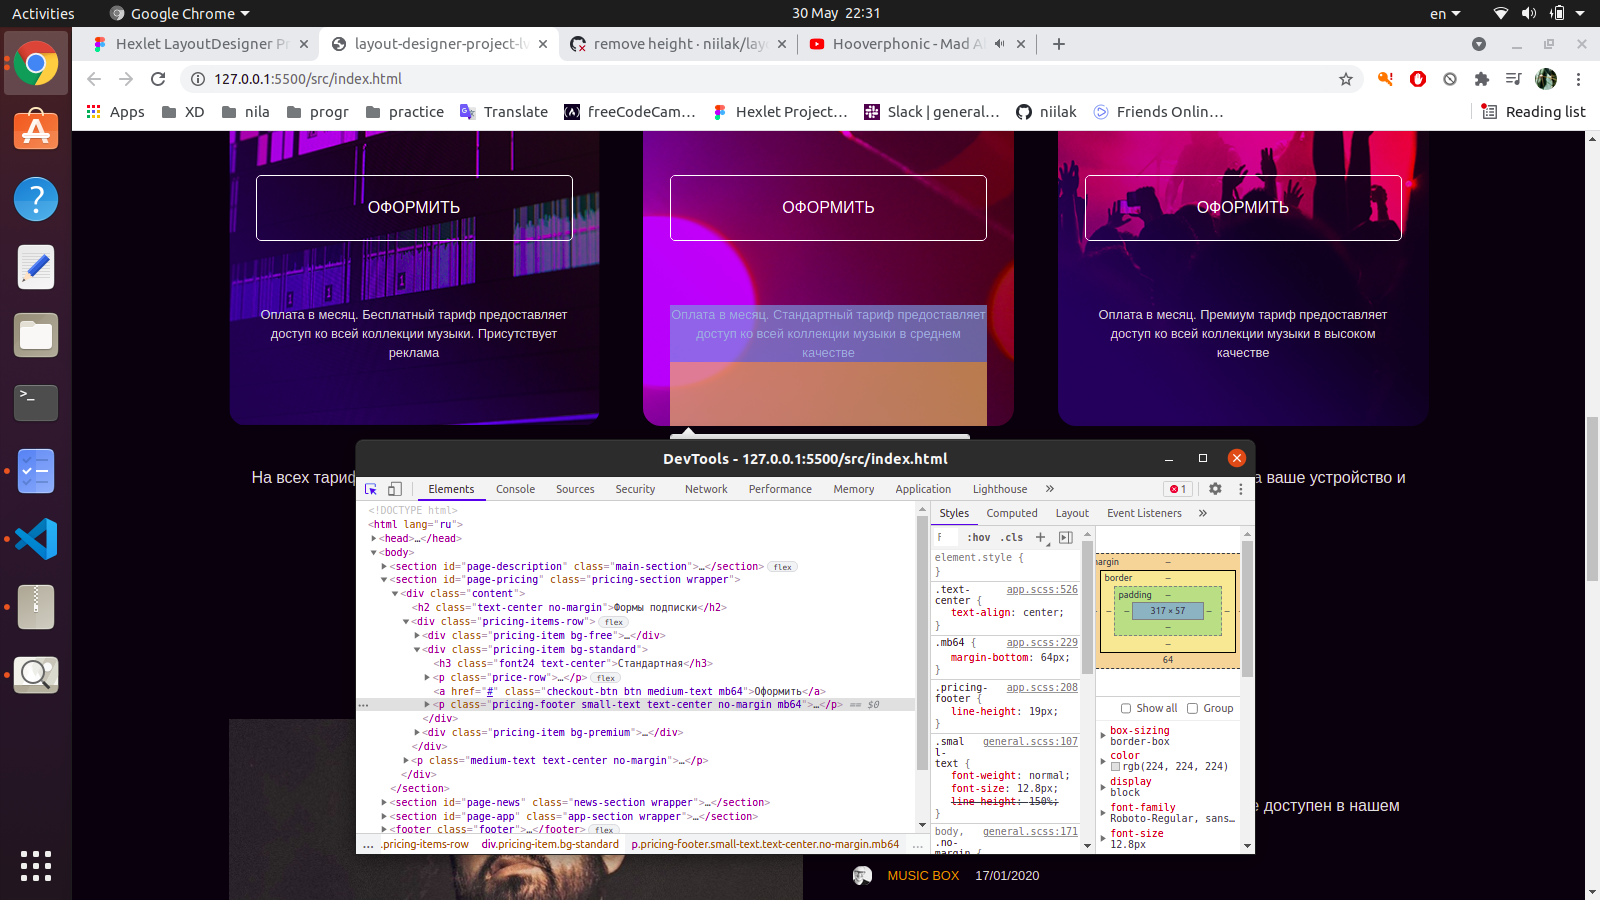 Activities
Google Chrome
30 May 22:31
en
Hexlet LayoutDesigner Pr
layout-designer-project-lv
remove height · niilak/layo
Hooverphonic - Mad A
127.0.0.1:5500/src/index.html
Apps
XD
nila
progr
practice
Translate
freeCodeCam...
Hexlet Project...
Slack | general...
niilak
Friends Onlin...
Reading list
ОФОРМИТЬ
ОФОРМИТЬ
ОФОРМИТЬ
Оплата в месяц. Бесплатный тариф предоставляет
доступ ко всей коллекции музыки. Присутствует
реклама
Оплата в месяц. Стандартный тариф предоставляет
доступ ко всей коллекции музыки в среднем
качестве
Оплата в месяц. Премиум тариф предоставляет
доступ ко всей коллекции музыки в высоком
качестве
На всех тариф
а ваше устройство и
DevTools - 127.0.0.1:5500/src/index.html
Elements
Console
Sources
Security
Network
Performance
Memory
Application
Lighthouse
»
1
<!DOCTYPE html>
<html lang="ru">
<head>…</head>
<body>
<section id="page-description" class="main-section">…</section> flex
<section id="page-pricing" class="pricing-section wrapper">
<div class="content">
<h2 class="text-center no-margin">Формы подписки</h2>
<div class="pricing-items-row"> flex
<div class="pricing-item bg-free">…</div>
<div class="pricing-item bg-standard">
<h3 class="font24 text-center">Стандартная</h3>
<p class="price-row">…</p> flex
<a href="#" class="checkout-btn btn medium-text mb64">Оформить</a>
<p class="pricing-footer small-text text-center no-margin mb64">…</p> == $0
</div>
<div class="pricing-item bg-premium">…</div>
</div>
<p class="medium-text text-center no-margin">…</p>
</div>
</section>
<section id="page-news" class="news-section wrapper">…</section>
<section id="page-app" class="app-section wrapper">…</section>
<footer class="footer">…</footer> flex
... .pricing-items-row div.pricing-item.bg-standard p.pricing-footer.small-text.text-center.no-margin.mb64 ...
Styles
Computed
Layout
Event Listeners
»
F
:hov .cls +
element.style {
}
.text-
center {
app.scss:526
text-align: center;
}
.mb64 {
app.scss:229
margin-bottom: 64px;
}
.pricing-
footer {
app.scss:208
line-height: 19px;
}
.smal
l-
text {
general.scss:107
font-weight: normal;
font-size: 12.8px;
line-height: 150%;
}
body,
.no-
margin {
general.scss:171
argin –
border –
padding –
– – 317 × 57 – –
–
–
64
Show all
Group
box-sizing
border-box
color
rgb(224, 224, 224)
display
block
font-family
Roboto-Regular, sans…
font-size
12.8px
е доступен в нашем
MUSIC BOX
17/01/2020